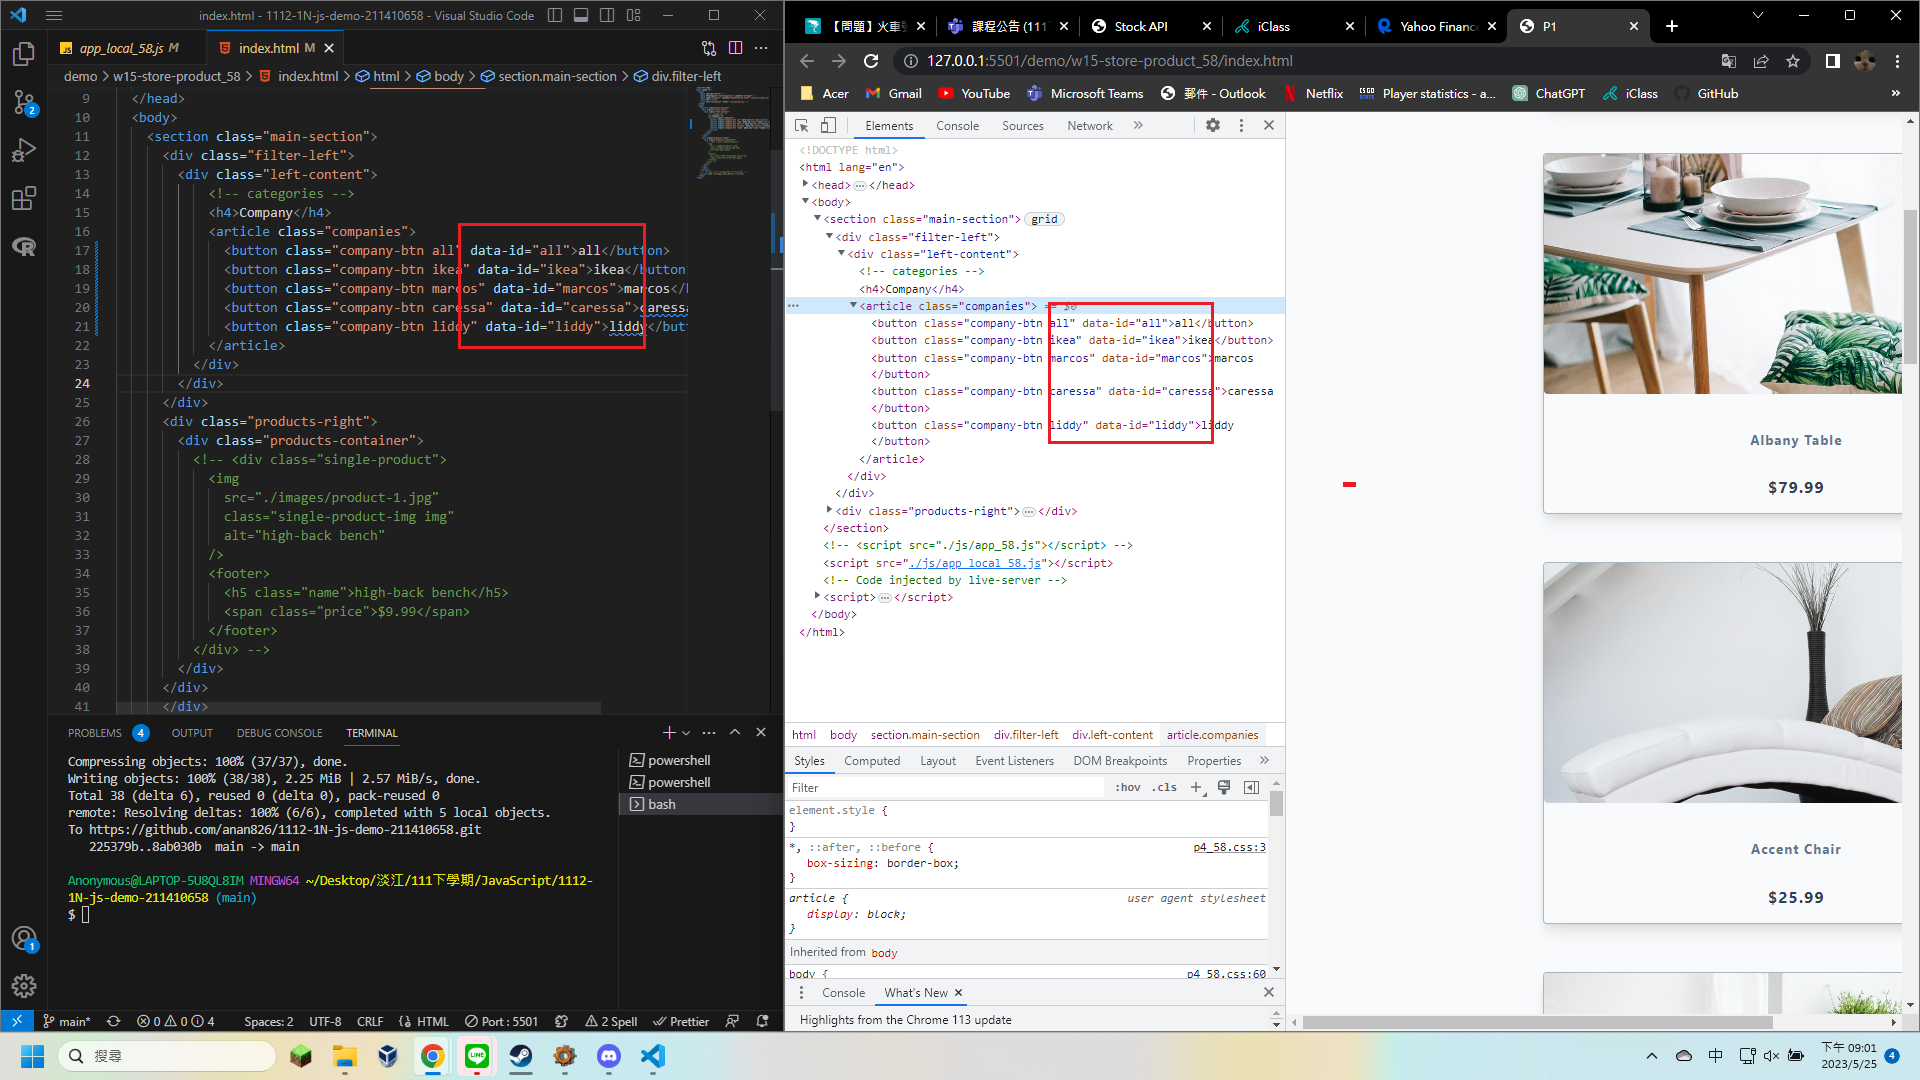 index.html - 1112-1N-js-demo-211410658 - Visual Studio Code
app_local_58.js M
index.html M
demo > w15-store-product_58 > index.html > html > body > section.main-section > div.filter-left
9 </head>
10 <body>
11 <section class="main-section">
12 <div class="filter-left">
13 <div class="left-content">
14 <!-- categories -->
15 <h4>Company</h4>
16 <article class="companies">
17 <button class="company-btn all" data-id="all">all</button>
18 <button class="company-btn ikea" data-id="ikea">ikea</button
19 <button class="company-btn marcos" data-id="marcos">marcos</
20 <button class="company-btn caressa" data-id="caressa">caressa
21 <button class="company-btn liddy" data-id="liddy">liddy</butt
22 </article>
23 </div>
24 </div>
25 </div>
26 <div class="products-right">
27 <div class="products-container">
28 <!-- <div class="single-product">
29 <img
30 src="./images/product-1.jpg"
31 class="single-product-img img"
32 alt="high-back bench"
33 />
34 <footer>
35 <h5 class="name">high-back bench</h5>
36 <span class="price">$9.99</span>
37 </footer>
38 </div> -->
39 </div>
40 </div>
41 </div>
PROBLEMS 4 OUTPUT DEBUG CONSOLE TERMINAL
Compressing objects: 100% (37/37), done.
Writing objects: 100% (38/38), 2.25 MiB | 2.57 MiB/s, done.
Total 38 (delta 6), reused 0 (delta 0), pack-reused 0
remote: Resolving deltas: 100% (6/6), completed with 5 local objects.
To https://github.com/anan826/1112-1N-js-demo-211410658.git
225379b..8ab030b main -> main
Anonymous@LAPTOP-5U8QL8IM MINGW64 ~/Desktop/淡江/111下學期/JavaScript/1112-
1N-js-demo-211410658 (main)
$
powershell
powershell
bash
2
1
main* 0 0 4 Spaces: 2 UTF-8 CRLF HTML Port : 5501 2 Spell Prettier
【問題】火車
課程公告 (111
Stock API
iClass
Yahoo Finance
P1
127.0.0.1:5501/demo/w15-store-product_58/index.html
Acer Gmail YouTube Microsoft Teams 郵件 - Outlook Netflix Player statistics - a... ChatGPT iClass GitHub »
Elements Console Sources Network »
<!DOCTYPE html>
<html lang="en">
<head> ⋯ </head>
<body>
<section class="main-section"> grid
<div class="filter-left">
<div class="left-content">
<!-- categories -->
<h4>Company</h4>
<article class="companies"> == $0
<button class="company-btn all" data-id="all">all</button>
<button class="company-btn ikea" data-id="ikea">ikea</button>
<button class="company-btn marcos" data-id="marcos">marcos
</button>
<button class="company-btn caressa" data-id="caressa">caressa
</button>
<button class="company-btn liddy" data-id="liddy">liddy
</button>
</article>
</div>
</div>
<div class="products-right"> ⋯ </div>
</section>
<!-- <script src="./js/app_58.js"></script> -->
<script src="./js/app_local_58.js"></script>
<!-- Code injected by live-server -->
<script> ⋯ </script>
</body>
</html>
html body section.main-section div.filter-left div.left-content article.companies
Styles Computed Layout Event Listeners DOM Breakpoints Properties »
Filter :hov .cls
element.style {
}
*, ::after, ::before { p4_58.css:3
box-sizing: border-box;
}
article { user agent stylesheet
display: block;
}
Inherited from body
body { p4_58.css:60
Console What's New
Highlights from the Chrome 113 update
Albany Table
$79.99
Accent Chair
$25.99
搜尋
LINE
中
下午 09:01
2023/5/25
4